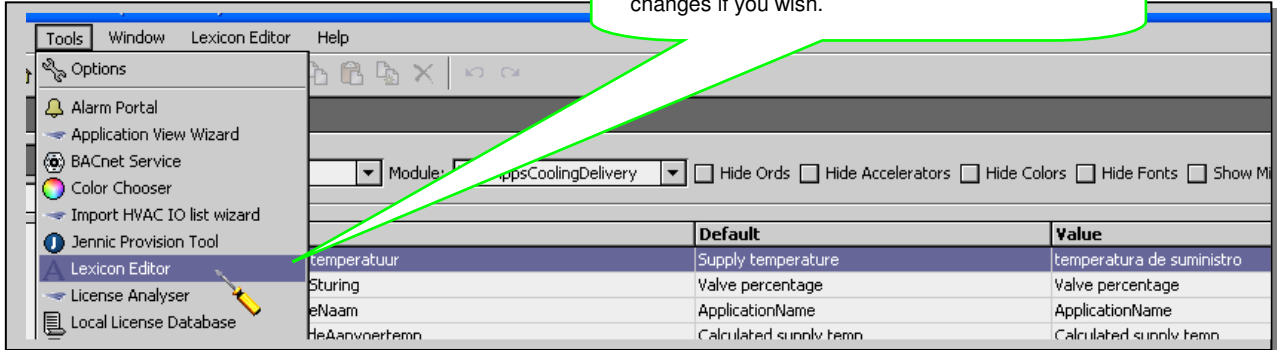 changes if you wish.
Tools Window Lexicon Editor Help
Options
Alarm Portal
Application View Wizard
BACnet Service
Color Chooser
Import HVAC IO list wizard
Jennic Provision Tool
Lexicon Editor
License Analyser
Local License Database
Module: ppsCoolingDelivery Hide Ords Hide Accelerators Hide Colors Hide Fonts Show Mi
Default Value
temperatuur Supply temperature temperatura de suministro
Sturing Valve percentage Valve percentage
eNaam ApplicationName ApplicationName
deAanvoertemp Calculated supply temp Calculated supply temp